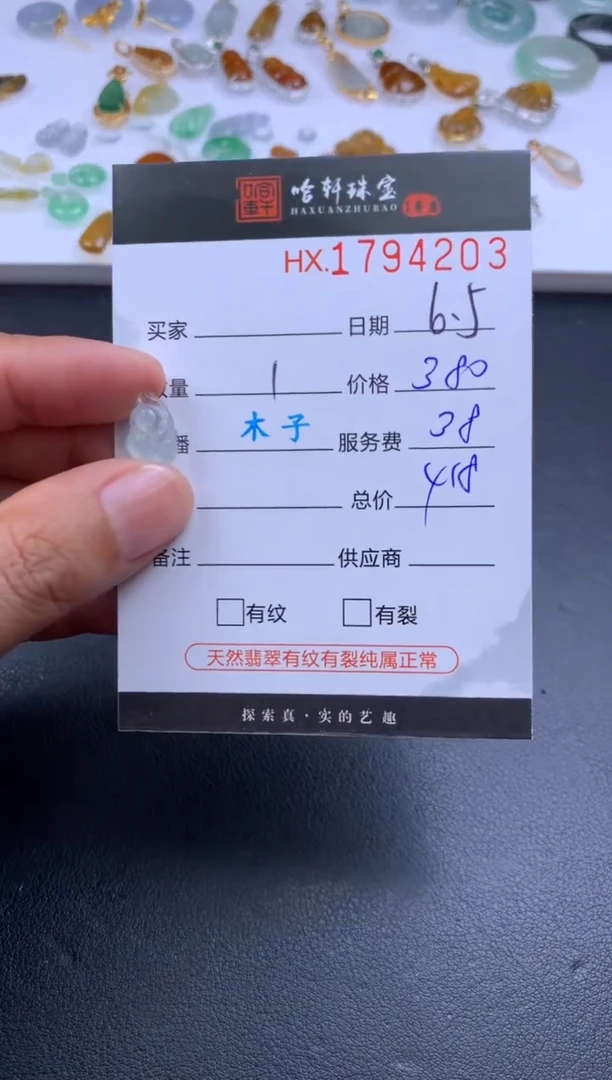 哈轩珠宝
HAXUANZHUBAO
HX.1794203
买家 日期 6.5
量 1 价格 380
播 木子 服务费 38
总价 418
备注 供应商
有纹 有裂
天然翡翠有纹有裂纯属正常
探索真·实的艺趣